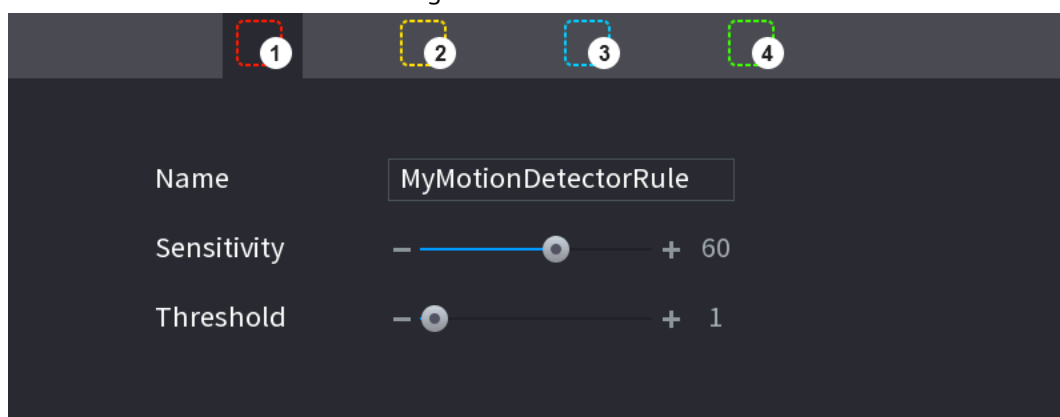 1 2 3 4
Name MyMotionDetectorRule
Sensitivity − + 60
Threshold − + 1